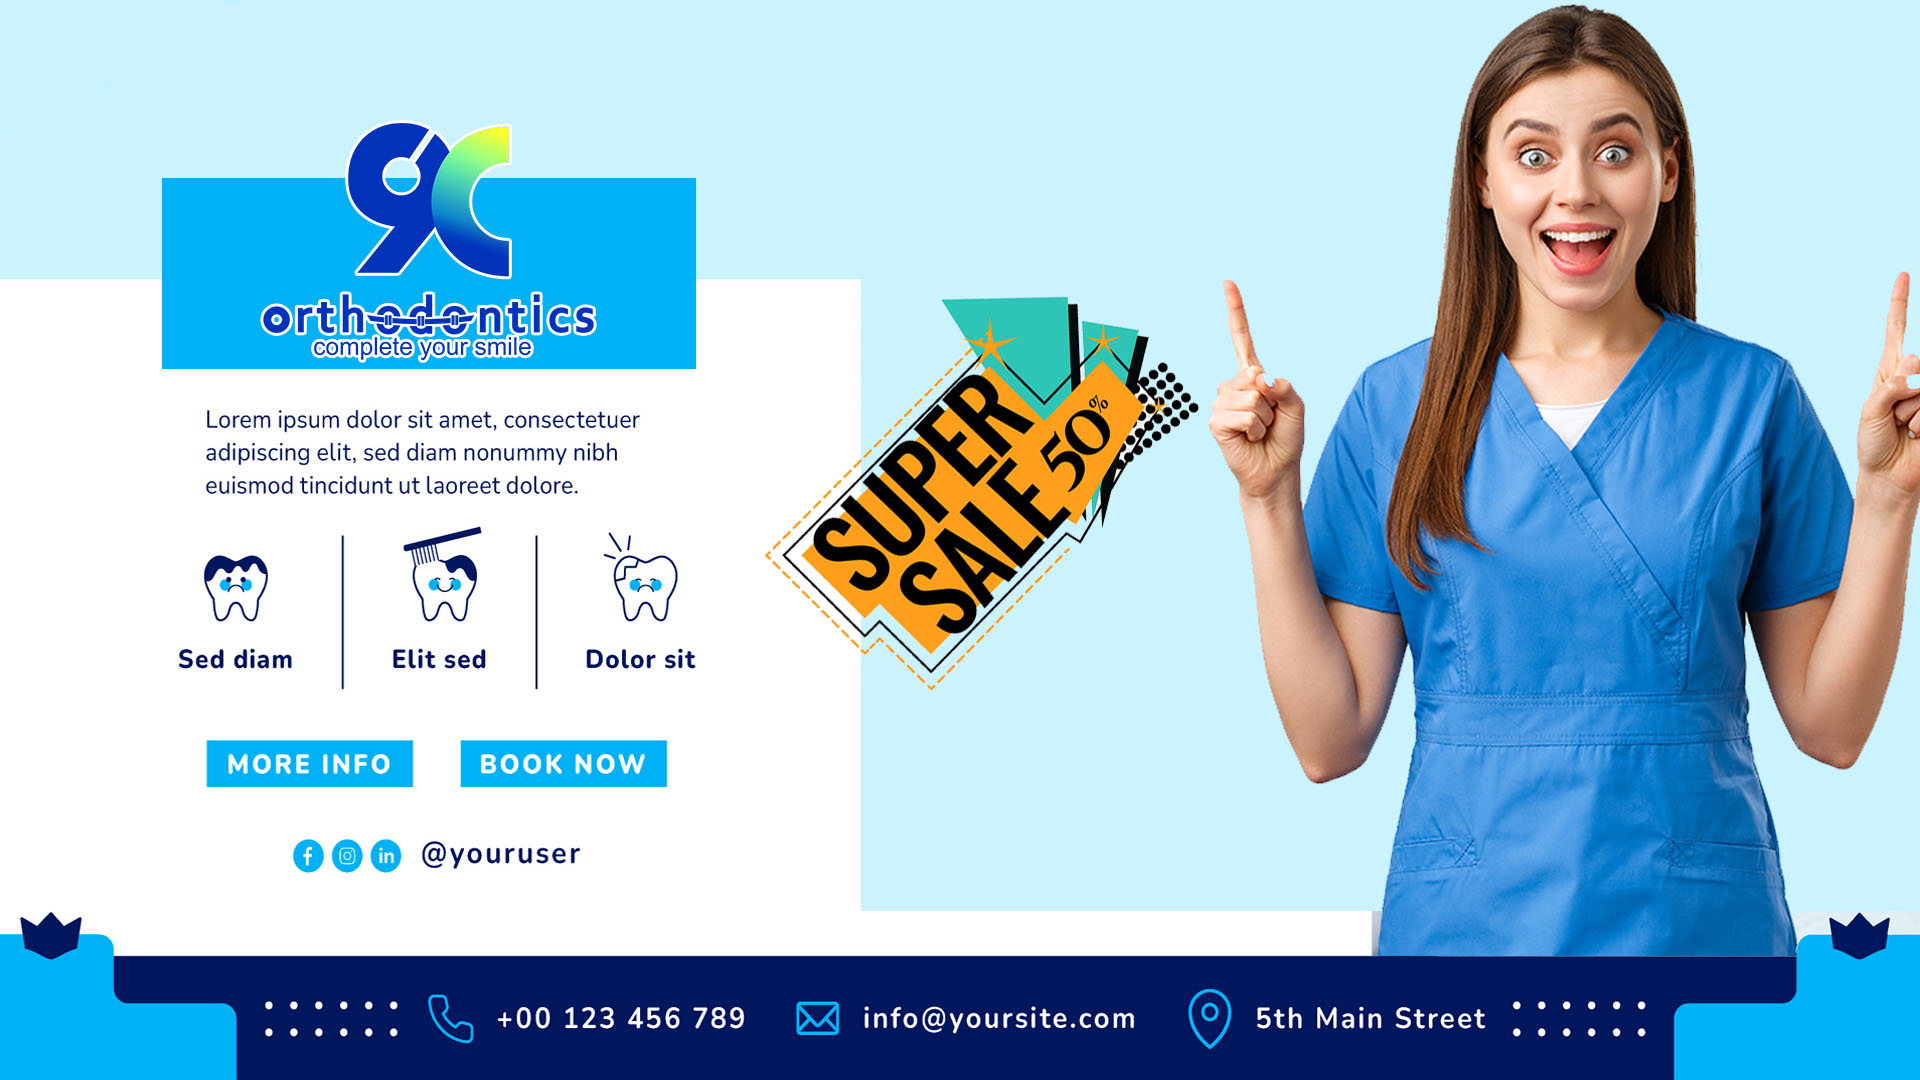 9C
orthodontics
complete your smile
Lorem ipsum dolor sit amet, consectetuer
adipiscing elit, sed diam nonummy nibh
euismod tincidunt ut laoreet dolore.
Sed diam
Elit sed
Dolor sit
MORE INFO
BOOK NOW
@youruser
SUPER
SALE 50%
+00 123 456 789
info@yoursite.com
5th Main Street